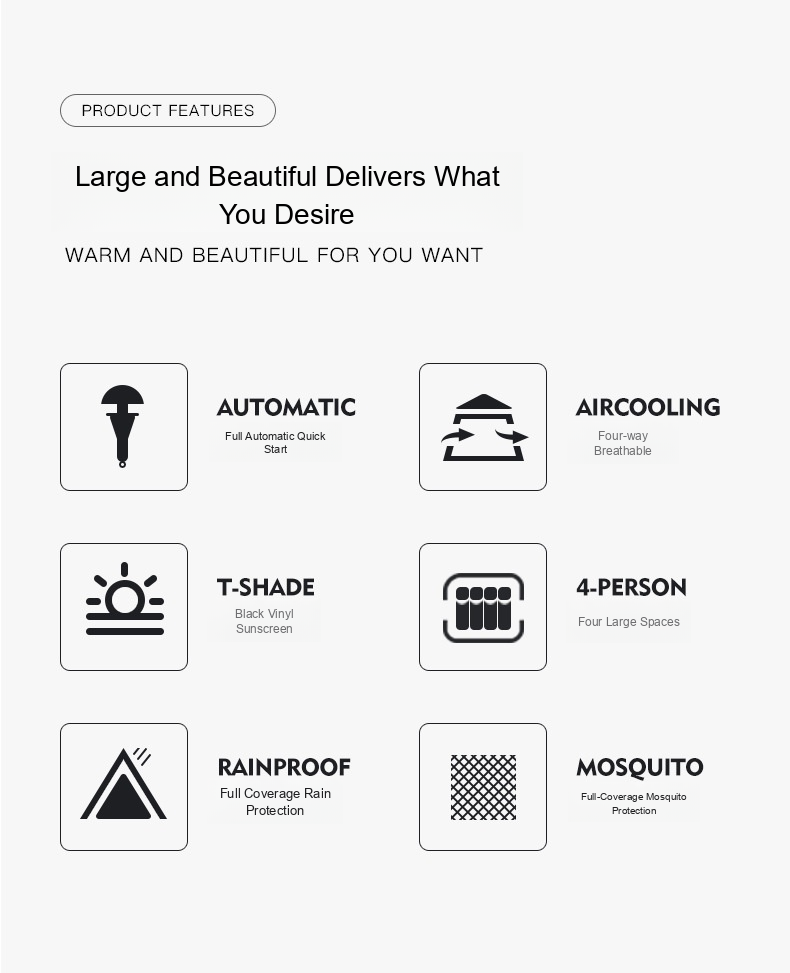 PRODUCT FEATURES
Large and Beautiful Delivers What
You Desire
WARM AND BEAUTIFUL FOR YOU WANT
AUTOMATIC
Full Automatic Quick
Start
AIRCOOLING
Four-way
Breathable
T-SHADE
Black Vinyl
Sunscreen
4-PERSON
Four Large Spaces
RAINPROOF
Full Coverage Rain
Protection
MOSQUITO
Full-Coverage Mosquito
Protection